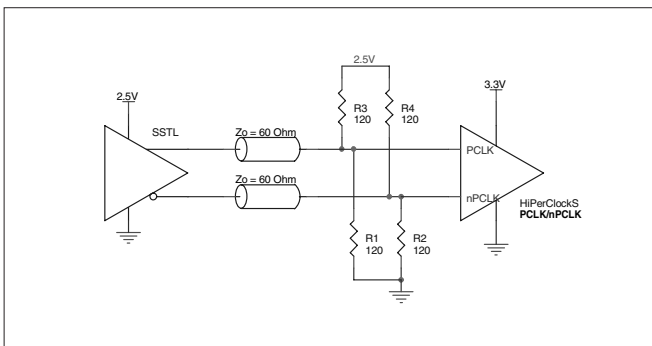 2.5V
3.3V
2.5V
R3
120
R4
120
SSTL
Zo = 60 Ohm
PCLK
Zo = 60 Ohm
nPCLK
HiPerClockS
PCLK/nPCLK
R1
120
R2
120